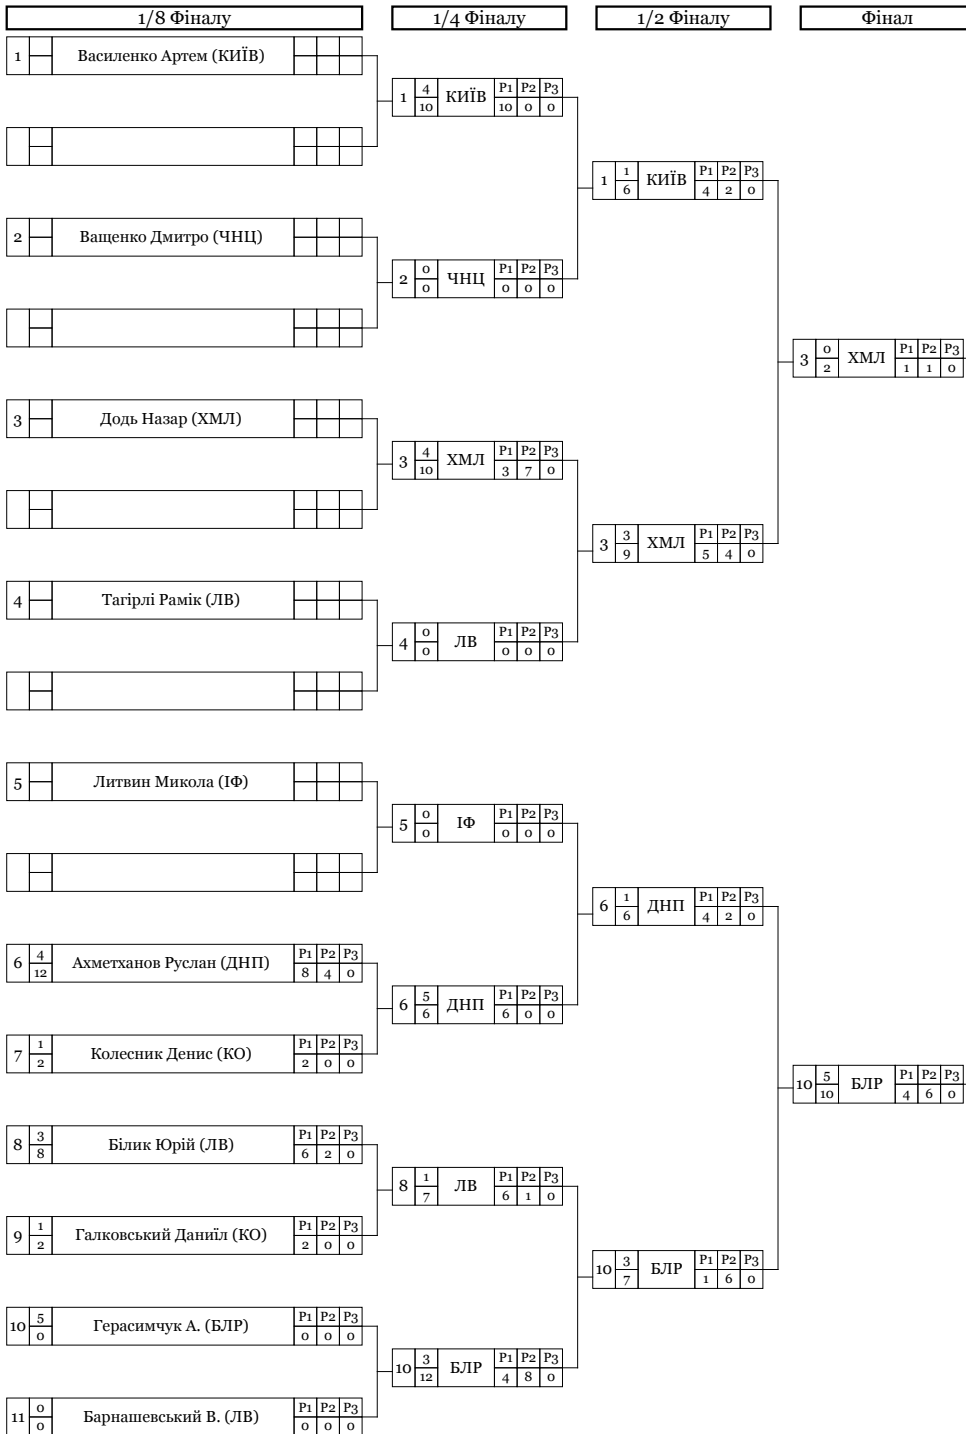 1/8 Фіналу 1/4 Фіналу 1/2 Фіналу Фінал
1 Василенко Артем (КИЇВ)
1 4 10 КИЇВ P1 P2 P3 10 0 0
1 1 6 КИЇВ P1 P2 P3 4 2 0
2 Ващенко Дмитро (ЧНЦ)
2 0 0 ЧНЦ P1 P2 P3 0 0 0
3 0 2 ХМЛ P1 P2 P3 1 1 0
3 Додь Назар (ХМЛ)
3 4 10 ХМЛ P1 P2 P3 3 7 0
3 3 9 ХМЛ P1 P2 P3 5 4 0
4 Тагірлі Рамік (ЛВ)
4 0 0 ЛВ P1 P2 P3 0 0 0
5 Литвин Микола (ІФ)
5 0 0 ІФ P1 P2 P3 0 0 0
6 1 6 ДНП P1 P2 P3 4 2 0
6 4 12 Ахметханов Руслан (ДНП) P1 P2 P3 8 4 0
6 5 6 ДНП P1 P2 P3 6 0 0
7 1 2 Колесник Денис (КО) P1 P2 P3 2 0 0
10 5 10 БЛР P1 P2 P3 4 6 0
8 3 8 Білик Юрій (ЛВ) P1 P2 P3 6 2 0
8 1 7 ЛВ P1 P2 P3 6 1 0
9 1 2 Галковський Даниїл (КО) P1 P2 P3 2 0 0
10 3 7 БЛР P1 P2 P3 1 6 0
10 5 0 Герасимчук А. (БЛР) P1 P2 P3 0 0 0
10 3 12 БЛР P1 P2 P3 4 8 0
11 0 0 Барнашевський В. (ЛВ) P1 P2 P3 0 0 0